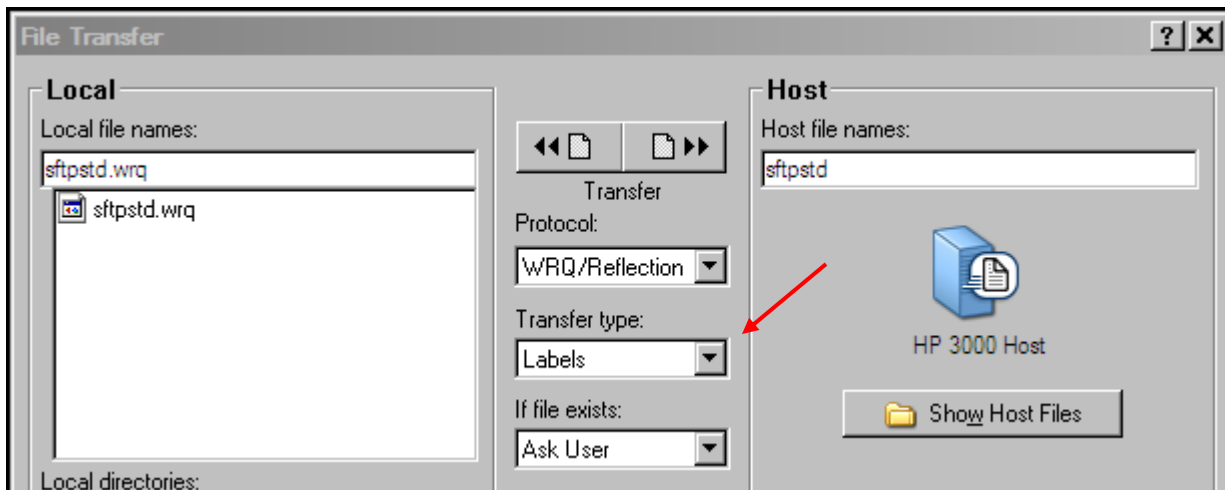 File Transfer
Local
Local file names:
sftpstd.wrq
sftpstd.wrq
Local directories:
Transfer
Protocol:
WRQ/Reflection
Transfer type:
Labels
If file exists:
Ask User
Host
Host file names:
sftpstd
HP 3000 Host
Show Host Files